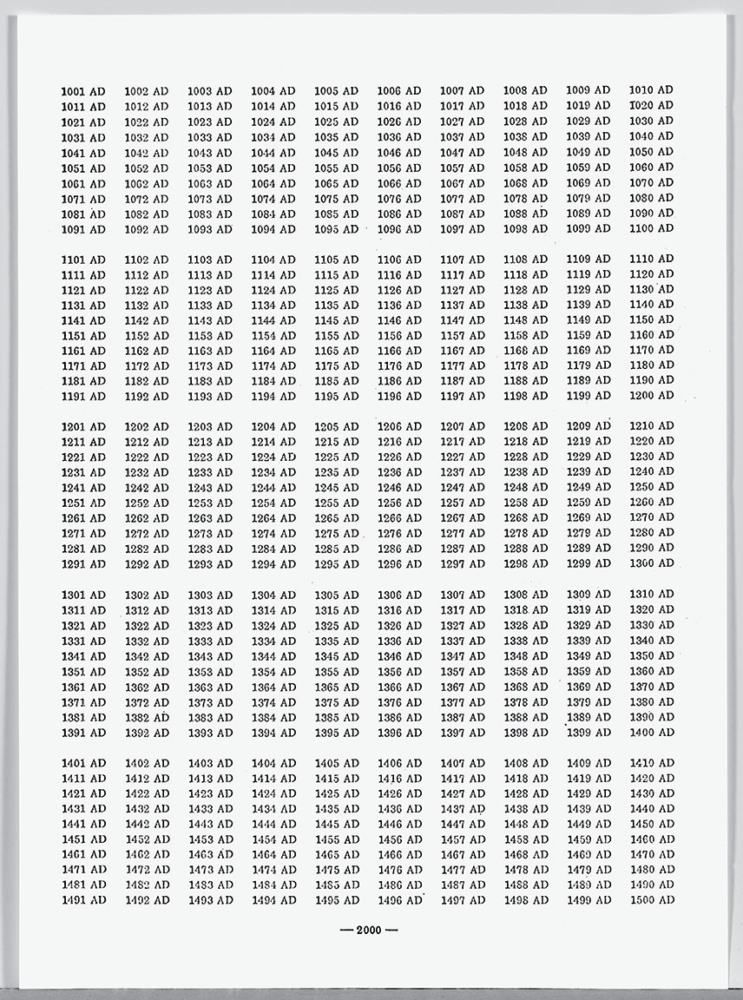 1001 AD 1002 AD 1003 AD 1004 AD 1005 AD 1006 AD 1007 AD 1008 AD 1009 AD 1010 AD
1011 AD 1012 AD 1013 AD 1014 AD 1015 AD 1016 AD 1017 AD 1018 AD 1019 AD 1020 AD
1021 AD 1022 AD 1023 AD 1024 AD 1025 AD 1026 AD 1027 AD 1028 AD 1029 AD 1030 AD
1031 AD 1032 AD 1033 AD 1034 AD 1035 AD 1036 AD 1037 AD 1038 AD 1039 AD 1040 AD
1041 AD 1042 AD 1043 AD 1044 AD 1045 AD 1046 AD 1047 AD 1048 AD 1049 AD 1050 AD
1051 AD 1052 AD 1053 AD 1054 AD 1055 AD 1056 AD 1057 AD 1058 AD 1059 AD 1060 AD
1061 AD 1062 AD 1063 AD 1064 AD 1065 AD 1066 AD 1067 AD 1068 AD 1069 AD 1070 AD
1071 AD 1072 AD 1073 AD 1074 AD 1075 AD 1076 AD 1077 AD 1078 AD 1079 AD 1080 AD
1081 AD 1082 AD 1083 AD 1084 AD 1085 AD 1086 AD 1087 AD 1088 AD 1089 AD 1090 AD
1091 AD 1092 AD 1093 AD 1094 AD 1095 AD 1096 AD 1097 AD 1098 AD 1099 AD 1100 AD
1101 AD 1102 AD 1103 AD 1104 AD 1105 AD 1106 AD 1107 AD 1108 AD 1109 AD 1110 AD
1111 AD 1112 AD 1113 AD 1114 AD 1115 AD 1116 AD 1117 AD 1118 AD 1119 AD 1120 AD
1121 AD 1122 AD 1123 AD 1124 AD 1125 AD 1126 AD 1127 AD 1128 AD 1129 AD 1130 AD
1131 AD 1132 AD 1133 AD 1134 AD 1135 AD 1136 AD 1137 AD 1138 AD 1139 AD 1140 AD
1141 AD 1142 AD 1143 AD 1144 AD 1145 AD 1146 AD 1147 AD 1148 AD 1149 AD 1150 AD
1151 AD 1152 AD 1153 AD 1154 AD 1155 AD 1156 AD 1157 AD 1158 AD 1159 AD 1160 AD
1161 AD 1162 AD 1163 AD 1164 AD 1165 AD 1166 AD 1167 AD 1168 AD 1169 AD 1170 AD
1171 AD 1172 AD 1173 AD 1174 AD 1175 AD 1176 AD 1177 AD 1178 AD 1179 AD 1180 AD
1181 AD 1182 AD 1183 AD 1184 AD 1185 AD 1186 AD 1187 AD 1188 AD 1189 AD 1190 AD
1191 AD 1192 AD 1193 AD 1194 AD 1195 AD 1196 AD 1197 AD 1198 AD 1199 AD 1200 AD
1201 AD 1202 AD 1203 AD 1204 AD 1205 AD 1206 AD 1207 AD 1208 AD 1209 AD 1210 AD
1211 AD 1212 AD 1213 AD 1214 AD 1215 AD 1216 AD 1217 AD 1218 AD 1219 AD 1220 AD
1221 AD 1222 AD 1223 AD 1224 AD 1225 AD 1226 AD 1227 AD 1228 AD 1229 AD 1230 AD
1231 AD 1232 AD 1233 AD 1234 AD 1235 AD 1236 AD 1237 AD 1238 AD 1239 AD 1240 AD
1241 AD 1242 AD 1243 AD 1244 AD 1245 AD 1246 AD 1247 AD 1248 AD 1249 AD 1250 AD
1251 AD 1252 AD 1253 AD 1254 AD 1255 AD 1256 AD 1257 AD 1258 AD 1259 AD 1260 AD
1261 AD 1262 AD 1263 AD 1264 AD 1265 AD 1266 AD 1267 AD 1268 AD 1269 AD 1270 AD
1271 AD 1272 AD 1273 AD 1274 AD 1275 AD 1276 AD 1277 AD 1278 AD 1279 AD 1280 AD
1281 AD 1282 AD 1283 AD 1284 AD 1285 AD 1286 AD 1287 AD 1288 AD 1289 AD 1290 AD
1291 AD 1292 AD 1293 AD 1294 AD 1295 AD 1296 AD 1297 AD 1298 AD 1299 AD 1300 AD
1301 AD 1302 AD 1303 AD 1304 AD 1305 AD 1306 AD 1307 AD 1308 AD 1309 AD 1310 AD
1311 AD 1312 AD 1313 AD 1314 AD 1315 AD 1316 AD 1317 AD 1318 AD 1319 AD 1320 AD
1321 AD 1322 AD 1323 AD 1324 AD 1325 AD 1326 AD 1327 AD 1328 AD 1329 AD 1330 AD
1331 AD 1332 AD 1333 AD 1334 AD 1335 AD 1336 AD 1337 AD 1338 AD 1339 AD 1340 AD
1341 AD 1342 AD 1343 AD 1344 AD 1345 AD 1346 AD 1347 AD 1348 AD 1349 AD 1350 AD
1351 AD 1352 AD 1353 AD 1354 AD 1355 AD 1356 AD 1357 AD 1358 AD 1359 AD 1360 AD
1361 AD 1362 AD 1363 AD 1364 AD 1365 AD 1366 AD 1367 AD 1368 AD 1369 AD 1370 AD
1371 AD 1372 AD 1373 AD 1374 AD 1375 AD 1376 AD 1377 AD 1378 AD 1379 AD 1380 AD
1381 AD 1382 AD 1383 AD 1384 AD 1385 AD 1386 AD 1387 AD 1388 AD 1389 AD 1390 AD
1391 AD 1392 AD 1393 AD 1394 AD 1395 AD 1396 AD 1397 AD 1398 AD 1399 AD 1400 AD
1401 AD 1402 AD 1403 AD 1404 AD 1405 AD 1406 AD 1407 AD 1408 AD 1409 AD 1410 AD
1411 AD 1412 AD 1413 AD 1414 AD 1415 AD 1416 AD 1417 AD 1418 AD 1419 AD 1420 AD
1421 AD 1422 AD 1423 AD 1424 AD 1425 AD 1426 AD 1427 AD 1428 AD 1429 AD 1430 AD
1431 AD 1432 AD 1433 AD 1434 AD 1435 AD 1436 AD 1437 AD 1438 AD 1439 AD 1440 AD
1441 AD 1442 AD 1443 AD 1444 AD 1445 AD 1446 AD 1447 AD 1448 AD 1449 AD 1450 AD
1451 AD 1452 AD 1453 AD 1454 AD 1455 AD 1456 AD 1457 AD 1458 AD 1459 AD 1460 AD
1461 AD 1462 AD 1463 AD 1464 AD 1465 AD 1466 AD 1467 AD 1468 AD 1469 AD 1470 AD
1471 AD 1472 AD 1473 AD 1474 AD 1475 AD 1476 AD 1477 AD 1478 AD 1479 AD 1480 AD
1481 AD 1482 AD 1483 AD 1484 AD 1485 AD 1486 AD 1487 AD 1488 AD 1489 AD 1490 AD
1491 AD 1492 AD 1493 AD 1494 AD 1495 AD 1496 AD 1497 AD 1498 AD 1499 AD 1500 AD
— 2000 —